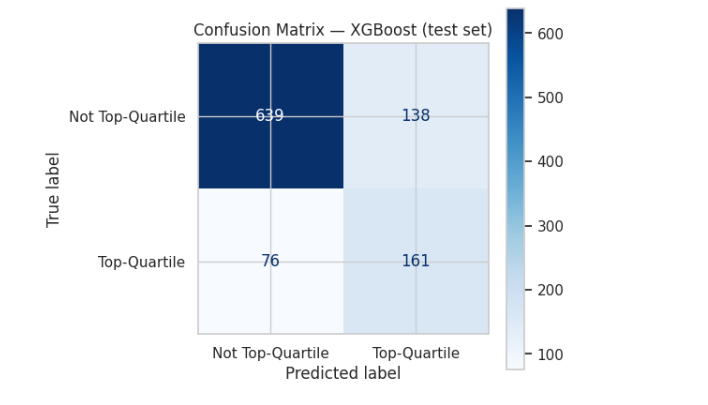 Confusion Matrix — XGBoost (test set)
600
500
400
300
200
100
True label
Not Top-Quartile
639
138
Top-Quartile
76
161
Not Top-Quartile
Top-Quartile
Predicted label